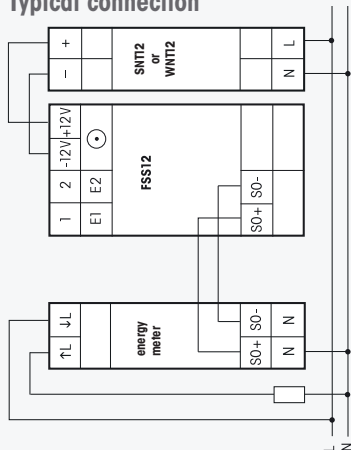 Typical connection
+
−
SNT12
or
WNT12
L
N
-12V +12V
1 2
E1 E2
FSS12
S0+ S0-
↑L ↓L
energy
meter
S0+ S0-
N N
L
N